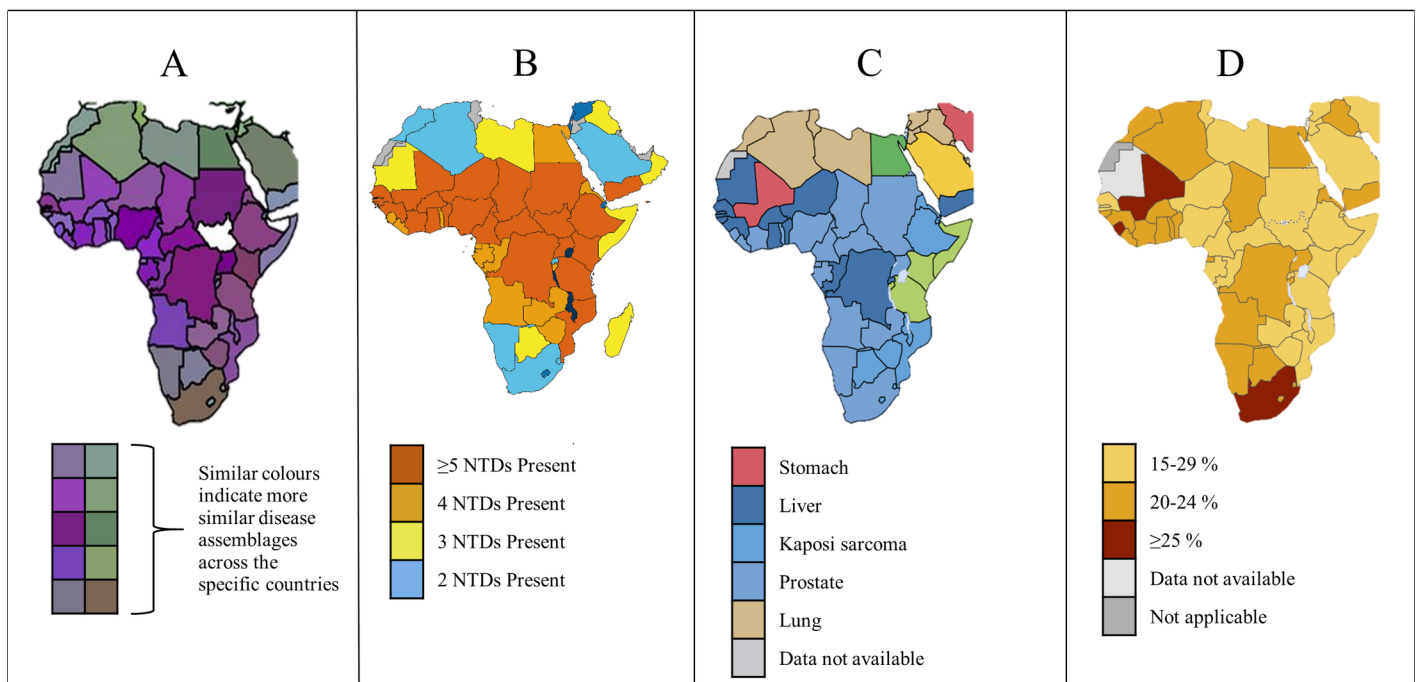 A
B
C
D
Similar colours
indicate more
similar disease
assemblages
across the
specific countries
≥5 NTDs Present
4 NTDs Present
3 NTDs Present
2 NTDs Present
Stomach
Liver
Kaposi sarcoma
Prostate
Lung
Data not available
15-29 %
20-24 %
≥25 %
Data not available
Not applicable